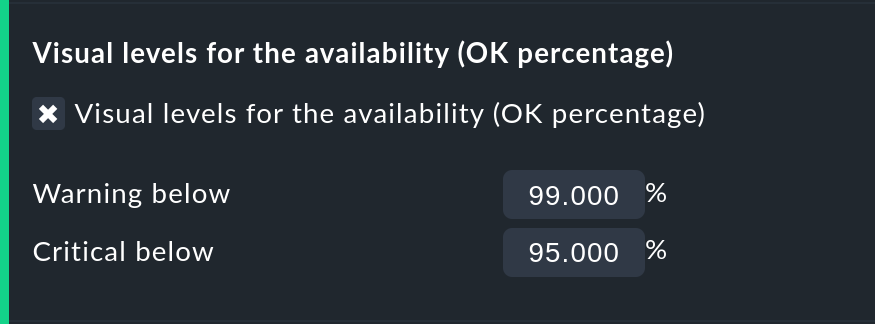 Visual levels for the availability (OK percentage)
Visual levels for the availability (OK percentage)
Warning below 99.000 %
Critical below 95.000 %